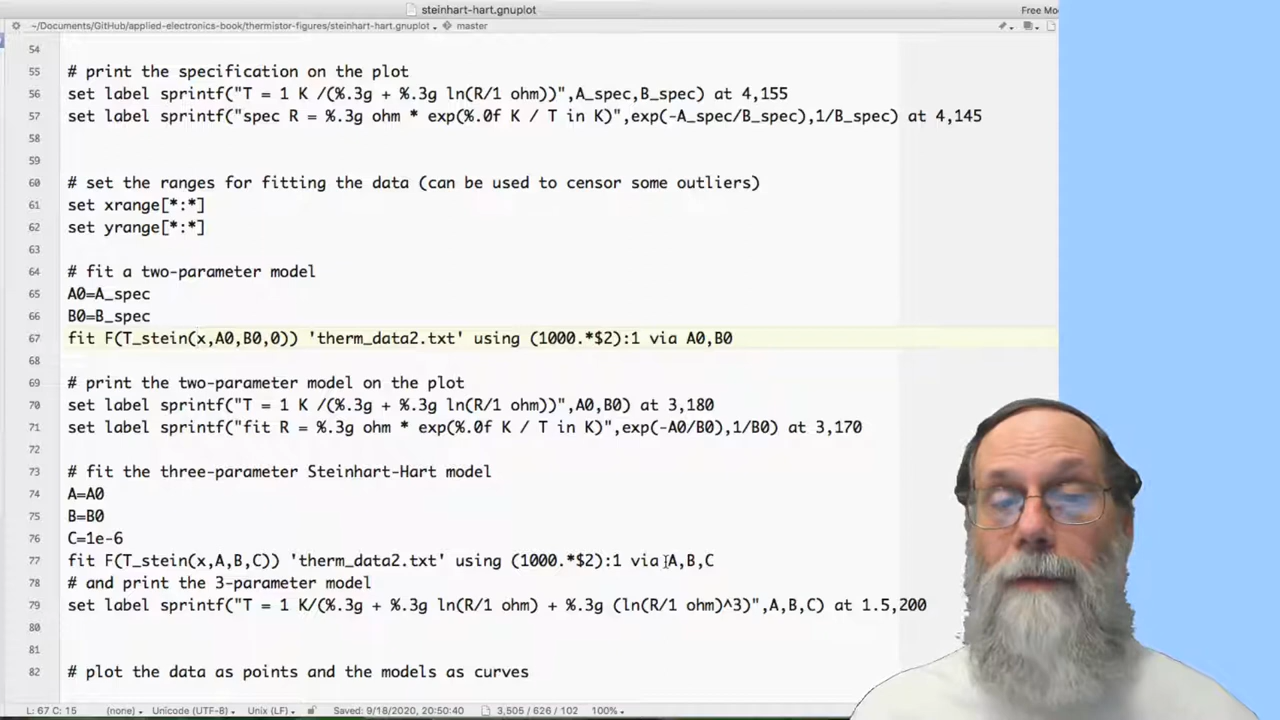 steinhart-hart.gnuplot
Free Mo
~/Documents/GitHub/applied-electronics-book/thermistor-figures/steinhart-hart.gnuplot
master
54
55 # print the specification on the plot
56 set label sprintf("T = 1 K /(%.3g + %.3g ln(R/1 ohm))",A_spec,B_spec) at 4,155
57 set label sprintf("spec R = %.3g ohm * exp(%.0f K / T in K)",exp(-A_spec/B_spec),1/B_spec) at 4,145
58
59
60 # set the ranges for fitting the data (can be used to censor some outliers)
61 set xrange[*:*]
62 set yrange[*:*]
63
64 # fit a two-parameter model
65 A0=A_spec
66 B0=B_spec
67 fit F(T_stein(x,A0,B0,0)) 'therm_data2.txt' using (1000.*$2):1 via A0,B0
68
69 # print the two-parameter model on the plot
70 set label sprintf("T = 1 K /(%.3g + %.3g ln(R/1 ohm))",A0,B0) at 3,180
71 set label sprintf("fit R = %.3g ohm * exp(%.0f K / T in K)",exp(-A0/B0),1/B0) at 3,170
72
73 # fit the three-parameter Steinhart-Hart model
74 A=A0
75 B=B0
76 C=1e-6
77 fit F(T_stein(x,A,B,C)) 'therm_data2.txt' using (1000.*$2):1 via A,B,C
78 # and print the 3-parameter model
79 set label sprintf("T = 1 K/(%.3g + %.3g ln(R/1 ohm) + %.3g (ln(R/1 ohm)^3)",A,B,C) at 1.5,200
80
81
82 # plot the data as points and the models as curves
L: 67 C: 15 (none) Unicode (UTF-8) Unix (LF) Saved: 9/18/2020, 20:50:40 3,505 / 626 / 102 100%